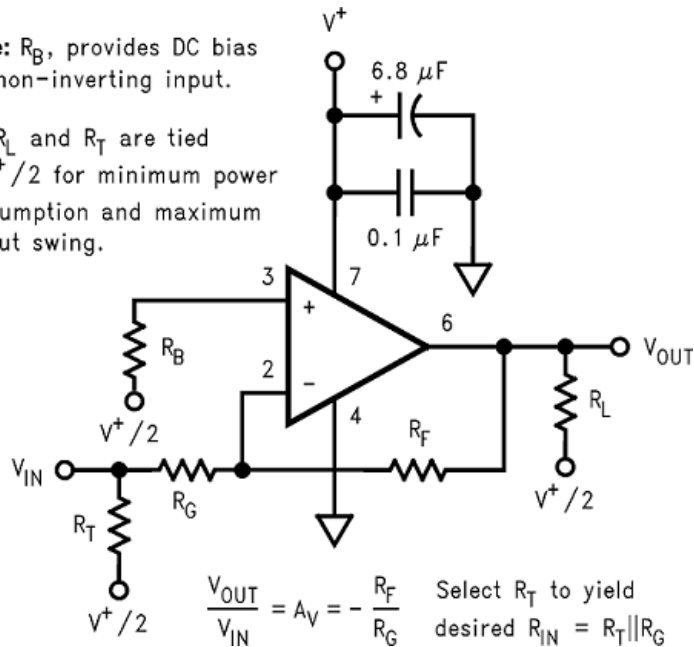 V⁺
e: R_B, provides DC bias
non-inverting input.
6.8 µF
+
R_L and R_T are tied
⁺/2 for minimum power
umption and maximum
ut swing.
0.1 µF
3
7
+
6
R_B
2
−
V_OUT
4
R_L
V⁺/2
R_F
V_IN
R_G
V⁺/2
R_T
V⁺/2
V_OUT/V_IN = A_V = − R_F/R_G
Select R_T to yield
desired R_IN = R_T||R_G